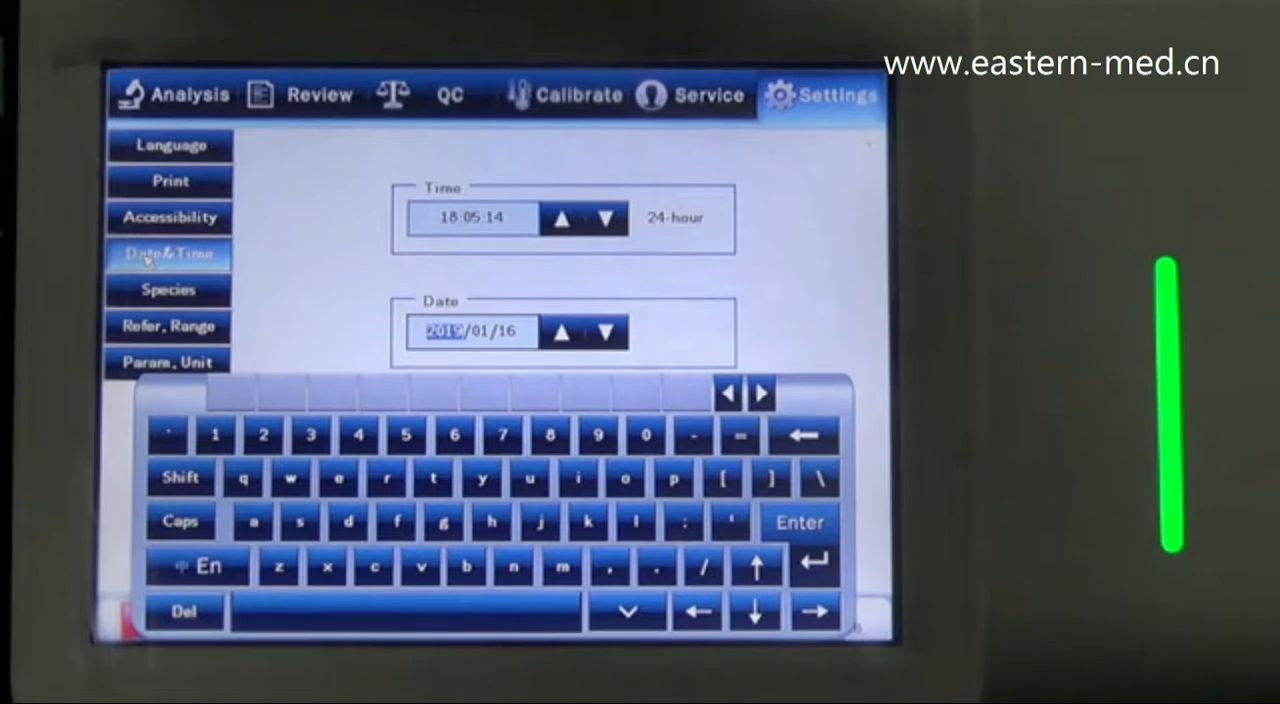 www.eastern-med.cn
Analysis Review QC Calibrate Service Settings
Language
Print
Accessibility
Date&Time
Species
Refer. Range
Param. Unit
Time
18:05:14 ▲ ▼ 24-hour
Date
2019/01/16 ▲ ▼
◀ ▶
` 1 2 3 4 5 6 7 8 9 0 - = ←
Shift q w e r t y u i o p [ ] \
Caps a s d f g h j k l ; ' Enter
中 En z x c v b n m , . / ↑ ↵
Del ← ↓ →